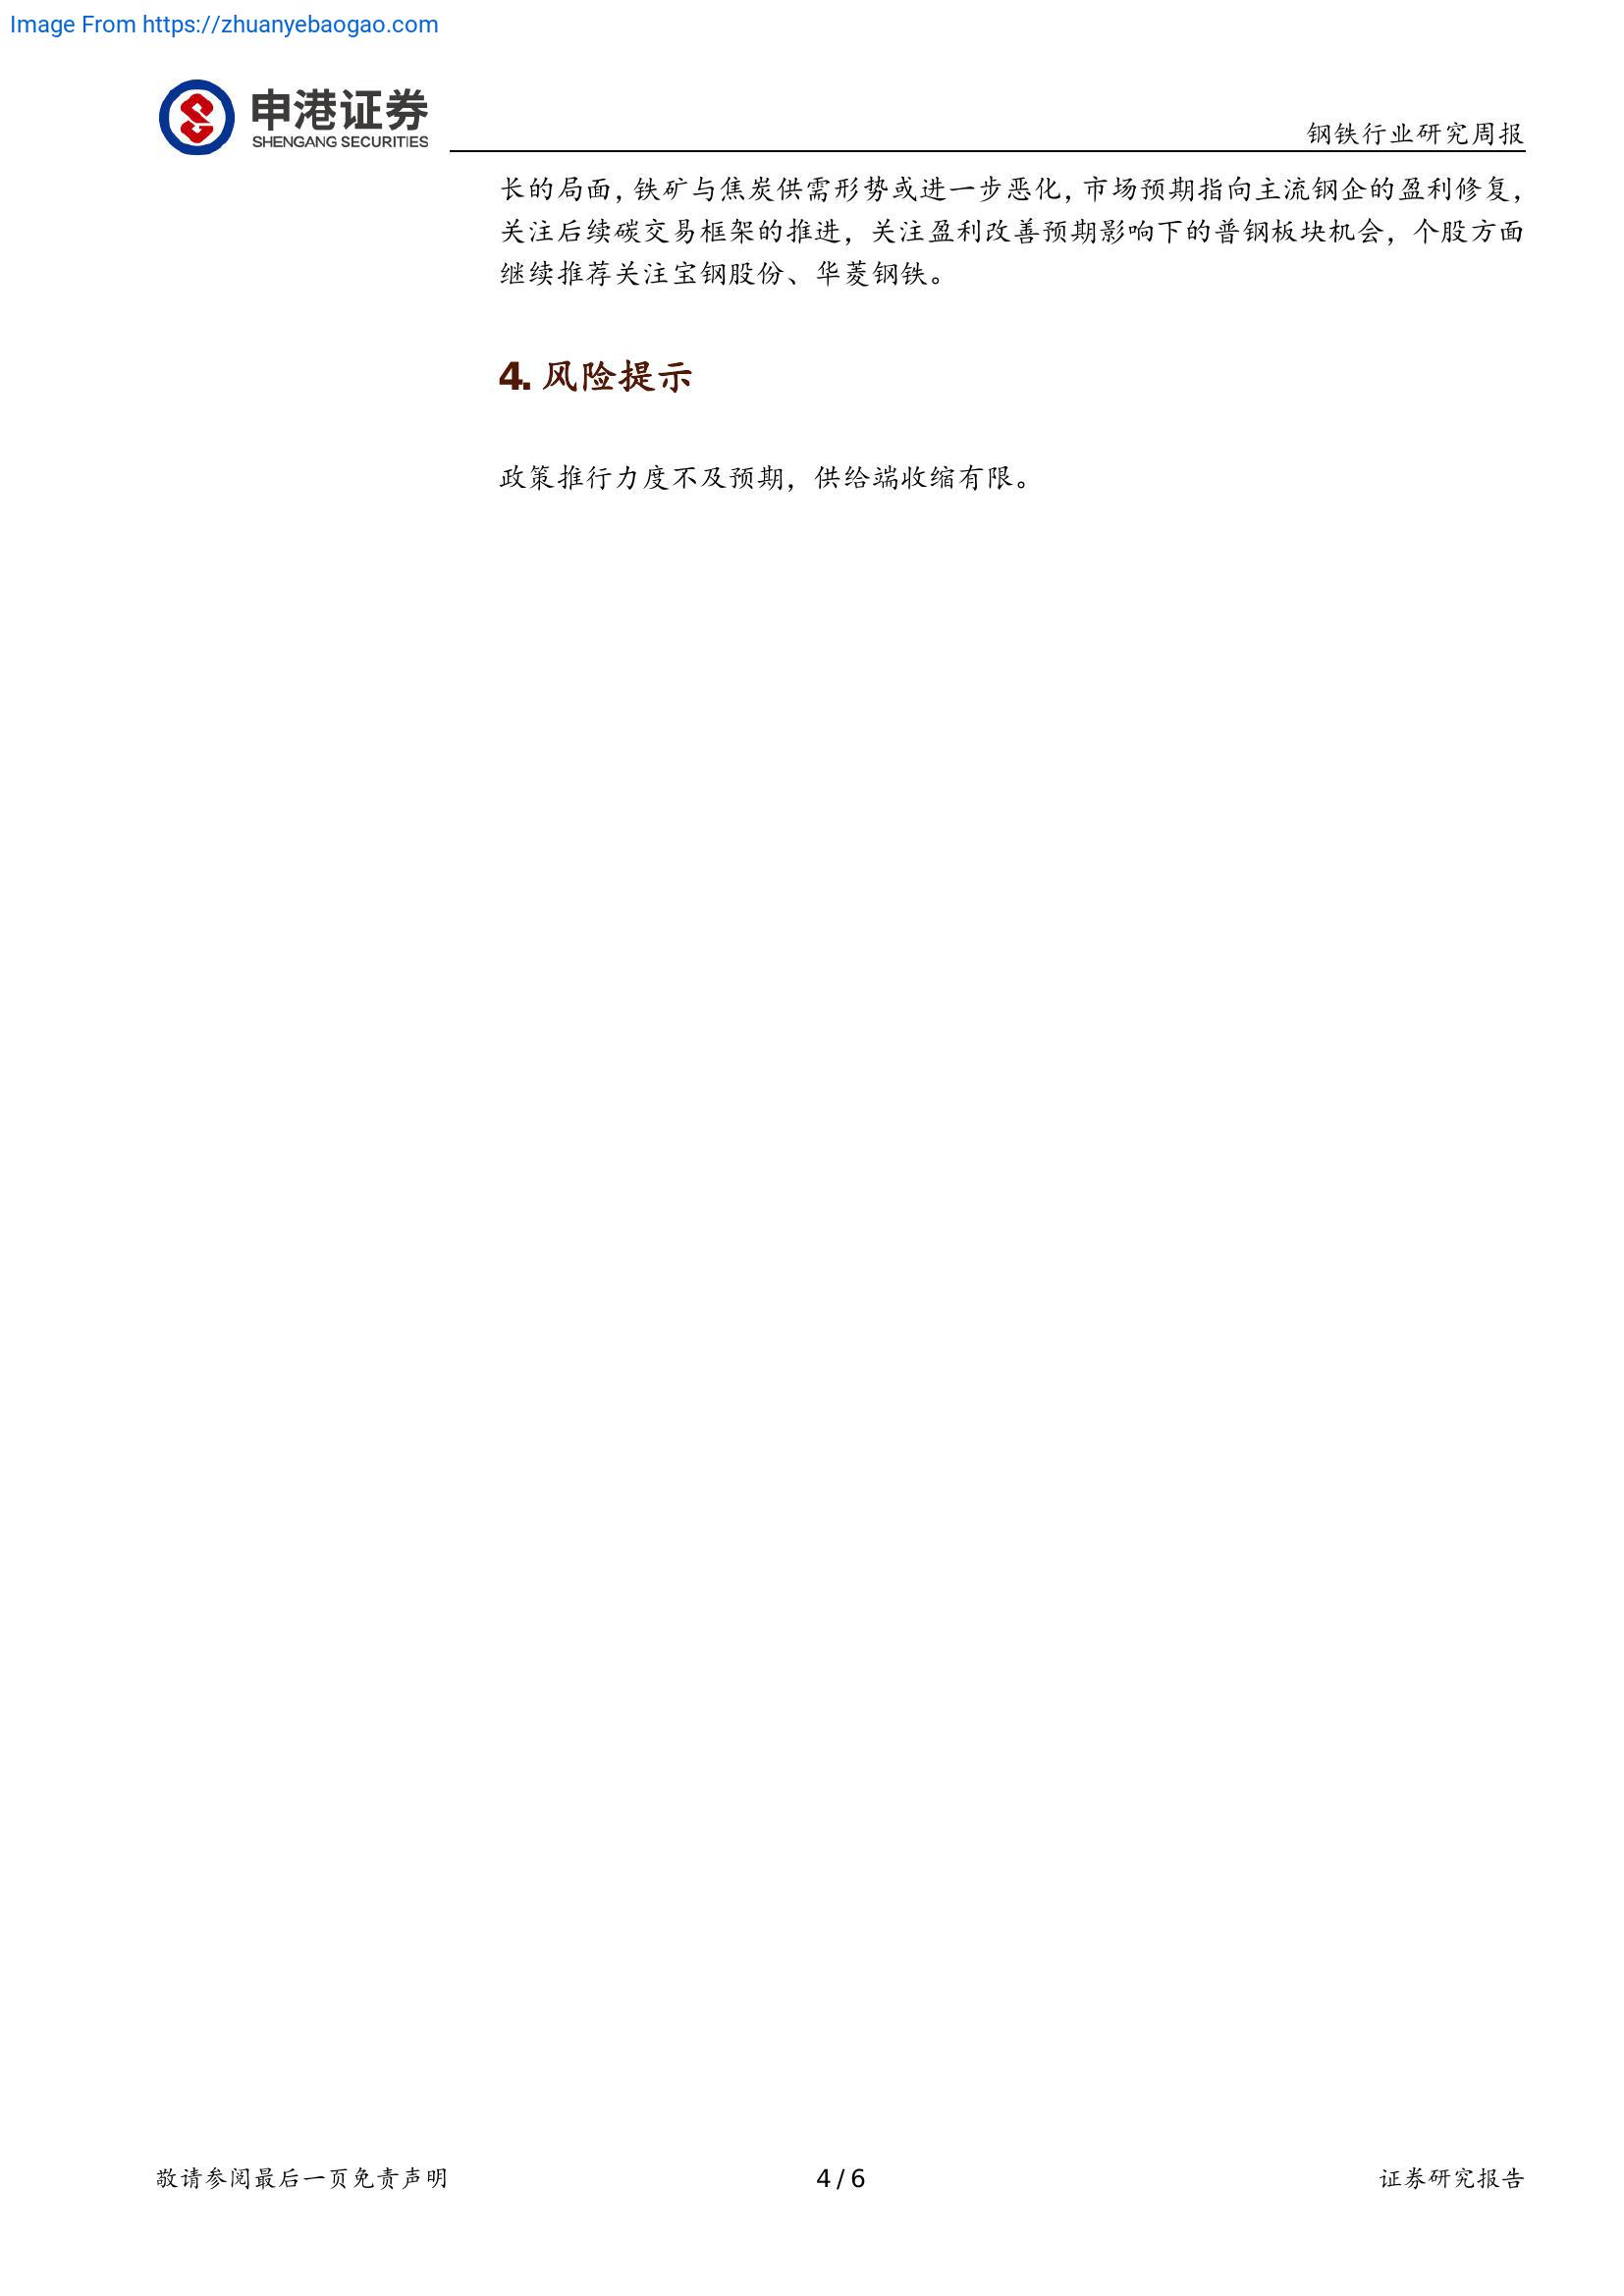 Image From https://zhuanyebaogao.com
申港证券
SHENGANG SECURITIES
钢铁行业研究周报
长的局面，铁矿与焦炭供需形势或进一步恶化，市场预期指向主流钢企的盈利修复，
关注后续碳交易框架的推进，关注盈利改善预期影响下的普钢板块机会，个股方面
继续推荐关注宝钢股份、华菱钢铁。
4. 风险提示
政策推行力度不及预期，供给端收缩有限。
敬请参阅最后一页免责声明
4 / 6
证券研究报告